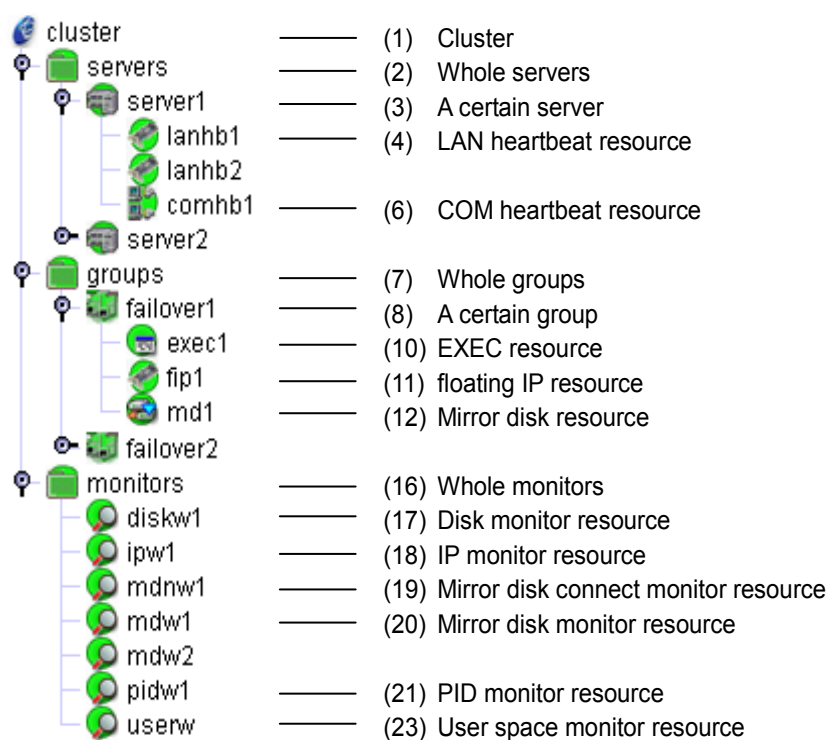 cluster (1) Cluster
servers (2) Whole servers
server1 (3) A certain server
lanhb1 (4) LAN heartbeat resource
lanhb2
comhb1 (6) COM heartbeat resource
server2
groups (7) Whole groups
failover1 (8) A certain group
exec1 (10) EXEC resource
fip1 (11) floating IP resource
md1 (12) Mirror disk resource
failover2
monitors (16) Whole monitors
diskw1 (17) Disk monitor resource
ipw1 (18) IP monitor resource
mdnw1 (19) Mirror disk connect monitor resource
mdw1 (20) Mirror disk monitor resource
mdw2
pidw1 (21) PID monitor resource
userw (23) User space monitor resource